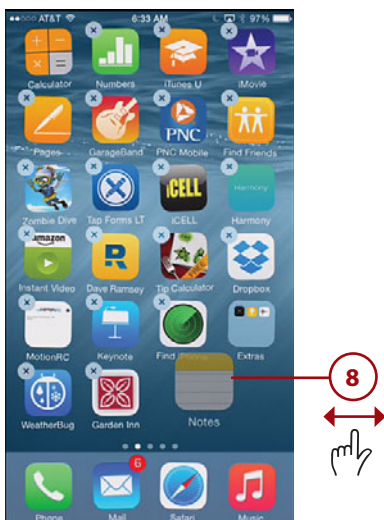 AT&T 6:33 AM 97%
Calculator Numbers iTunes U iMovie
PNC
Pages GarageBand PNC Mobile Find Friends
iCELL Harmony
Zombie Dive Tap Forms LT iCELL Harmony
amazon R
Instant Video Dave Ramsey Tip Calculator Dropbox
MotionRC Keynote Find iPhone Extras
8
WeatherBug Garden Inn Notes
6
Phone Mail Safari Music